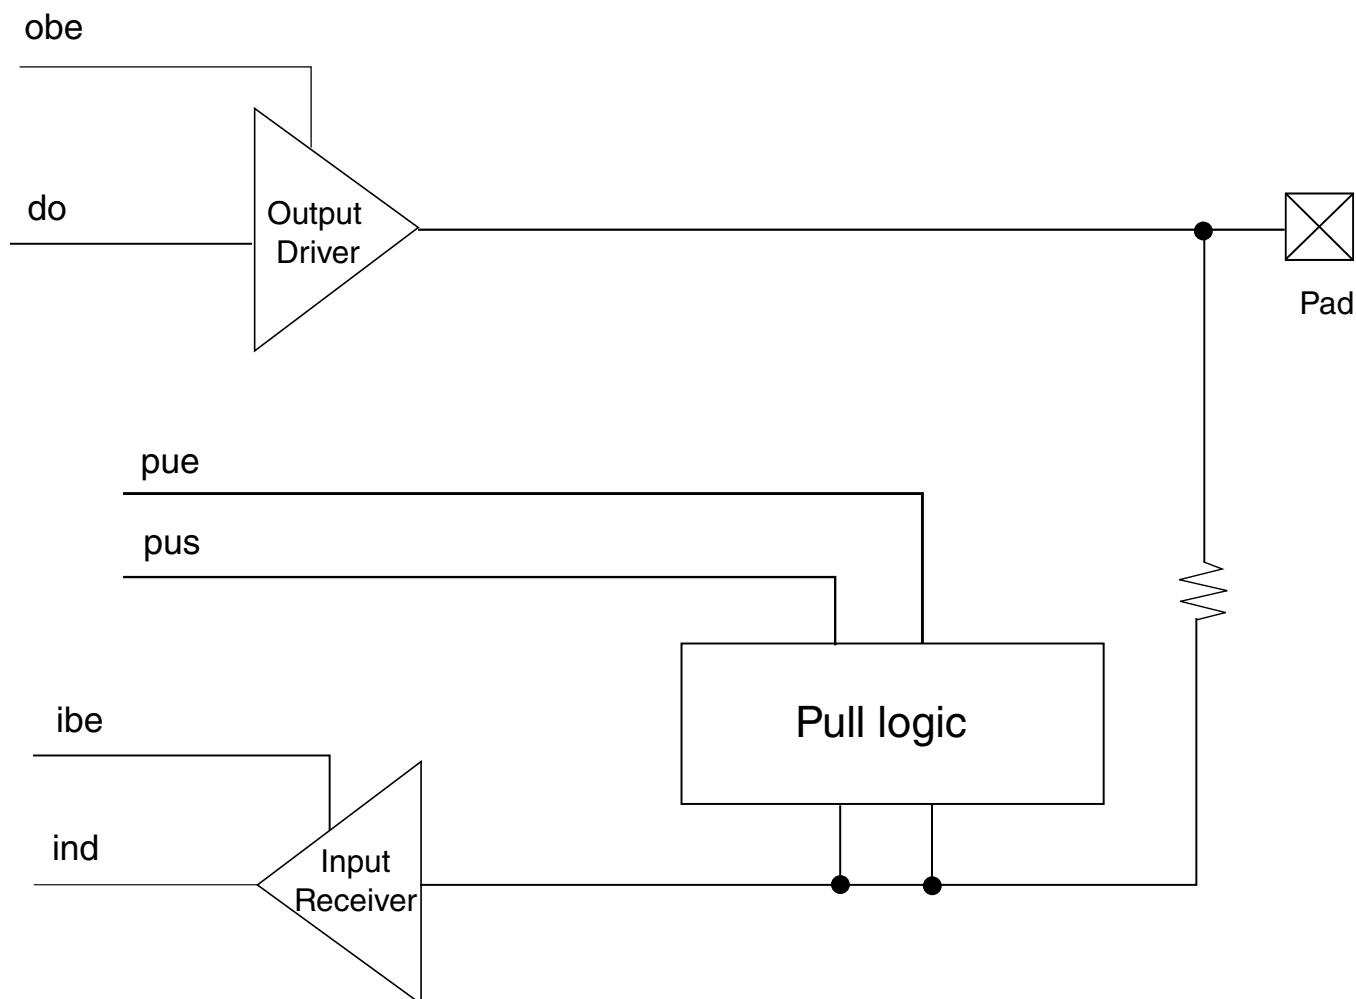 obe
do
Output
Driver
Pad
pue
pus
Pull logic
ibe
ind
Input
Receiver